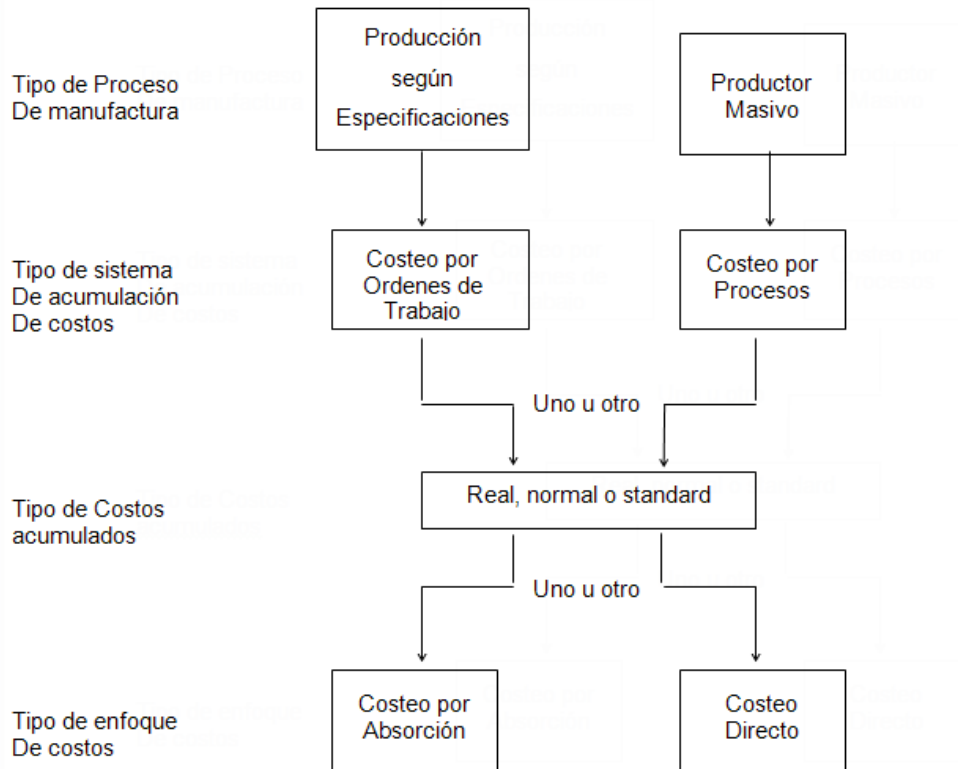 Producción
según
Especificaciones
Tipo de Proceso
De manufactura
Productor
Masivo
Tipo de sistema
De acumulación
De costos
Costeo por
Ordenes de
Trabajo
Costeo por
Procesos
Uno u otro
Tipo de Costos
acumulados
Real, normal o standard
Uno u otro
Tipo de enfoque
De costos
Costeo por
Absorción
Costeo
Directo